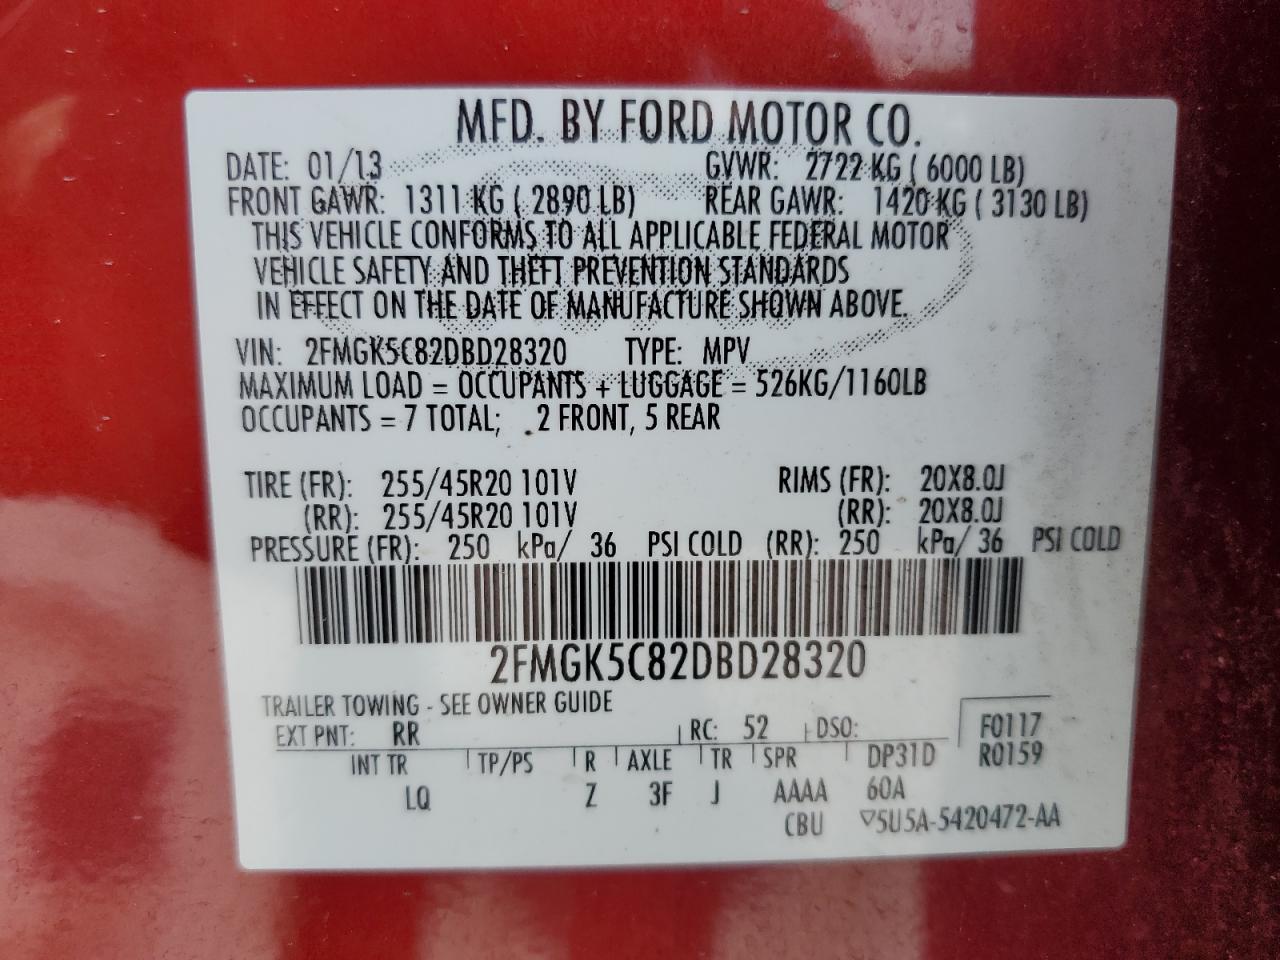 MFD. BY FORD MOTOR CO.
DATE: 01/13 GVWR: 2722 KG ( 6000 LB)
FRONT GAWR: 1311 KG ( 2890 LB) REAR GAWR: 1420 KG ( 3130 LB)
THIS VEHICLE CONFORMS TO ALL APPLICABLE FEDERAL MOTOR
VEHICLE SAFETY AND THEFT PREVENTION STANDARDS
IN EFFECT ON THE DATE OF MANUFACTURE SHOWN ABOVE.
VIN: 2FMGK5C82DBD28320 TYPE: MPV
MAXIMUM LOAD = OCCUPANTS + LUGGAGE = 526KG/1160LB
OCCUPANTS = 7 TOTAL; 2 FRONT, 5 REAR
TIRE (FR): 255/45R20 101V RIMS (FR): 20X8.0J
(RR): 255/45R20 101V (RR): 20X8.0J
PRESSURE (FR): 250 kPa/ 36 PSI COLD (RR): 250 kPa/ 36 PSI COLD
2FMGK5C82DBD28320
TRAILER TOWING - SEE OWNER GUIDE
EXT PNT: RR RC: 52 DSO: F0117
INT TR TP/PS R AXLE TR SPR DP31D R0159
LQ Z 3F J AAAA 60A
CBU ▽5U5A-5420472-AA